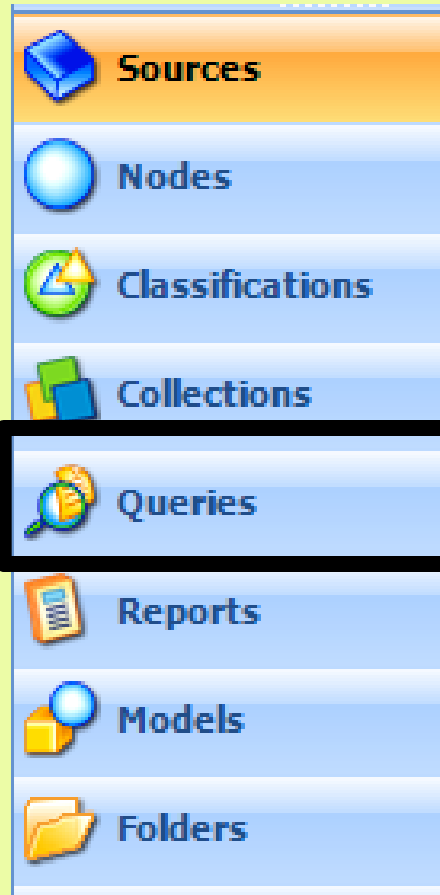 Sources
Nodes
Classifications
Collections
Queries
Reports
Models
Folders